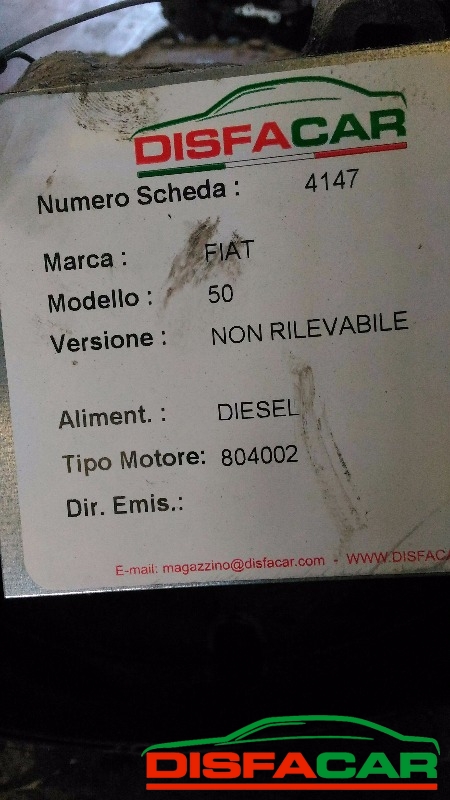 DISFACAR
Numero Scheda : 4147
Marca : FIAT
Modello : 50
Versione : NON RILEVABILE
Aliment. : DIESEL
Tipo Motore: 804002
Dir. Emis.:
E-mail: magazzino@disfacar.com - WWW.DISFACA
DISFACAR